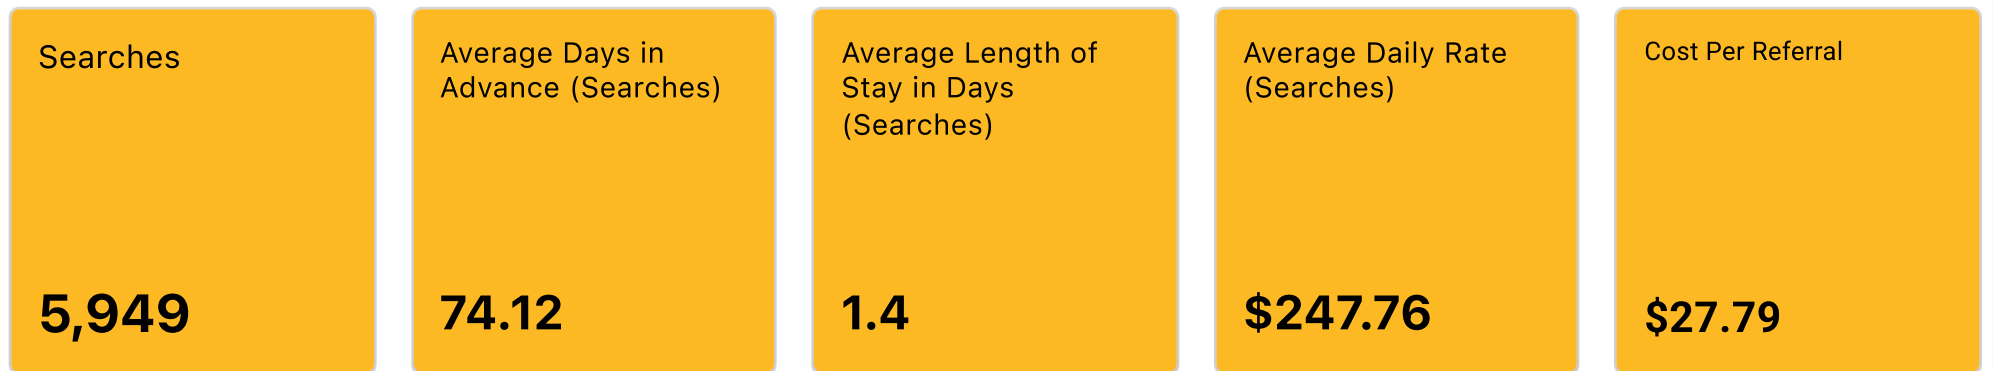 Searches
5,949
Average Days in
Advance (Searches)
74.12
Average Length of
Stay in Days
(Searches)
1.4
Average Daily Rate
(Searches)
$247.76
Cost Per Referral
$27.79